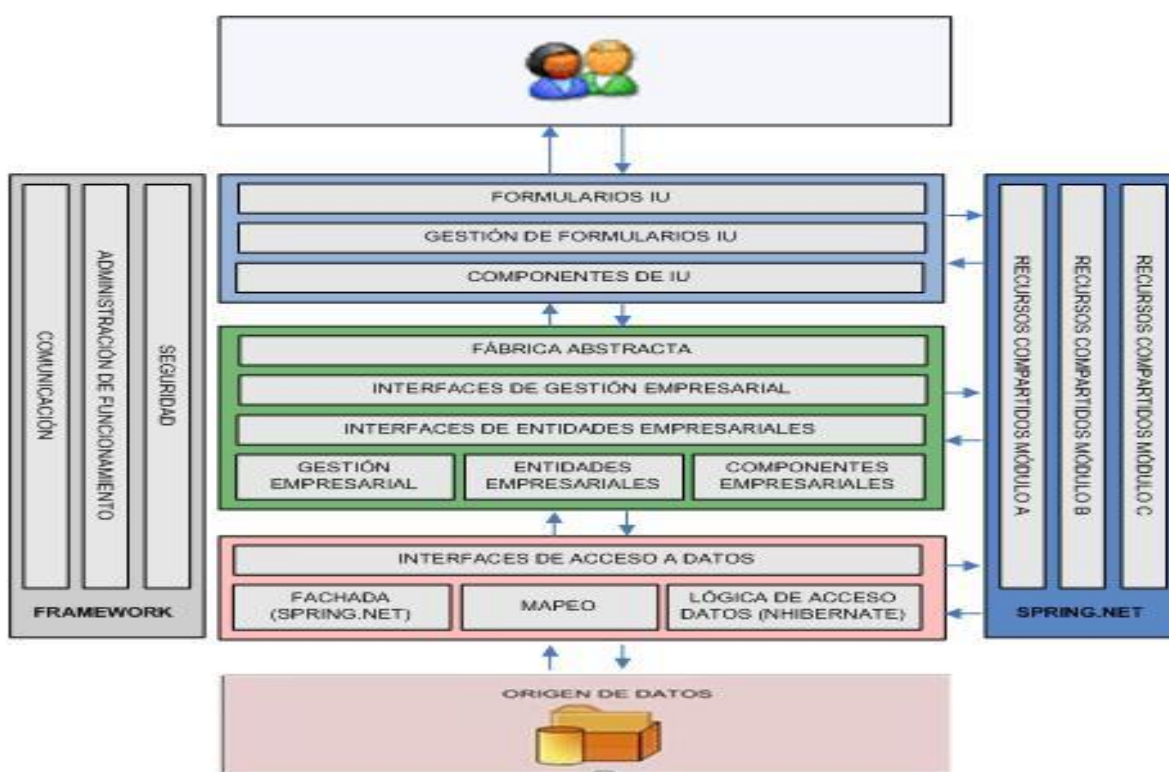 COMUNICACIÓN
ADMINISTRACIÓN DE FUNCIONAMIENTO
SEGURIDAD
FRAMEWORK
FORMULARIOS IU
GESTIÓN DE FORMULARIOS IU
COMPONENTES DE IU
FÁBRICA ABSTRACTA
INTERFACES DE GESTIÓN EMPRESARIAL
INTERFACES DE ENTIDADES EMPRESARIALES
GESTIÓN
EMPRESARIAL
ENTIDADES
EMPRESARIALES
COMPONENTES
EMPRESARIALES
INTERFACES DE ACCESO A DATOS
FACHADA
(SPRING.NET)
MAPEO
LÓGICA DE ACCESO
DATOS (NHIBERNATE)
ORIGEN DE DATOS
RECURSOS COMPARTIDOS MÓDULO A
RECURSOS COMPARTIDOS MÓDULO B
RECURSOS COMPARTIDOS MÓDULO C
SPRING.NET